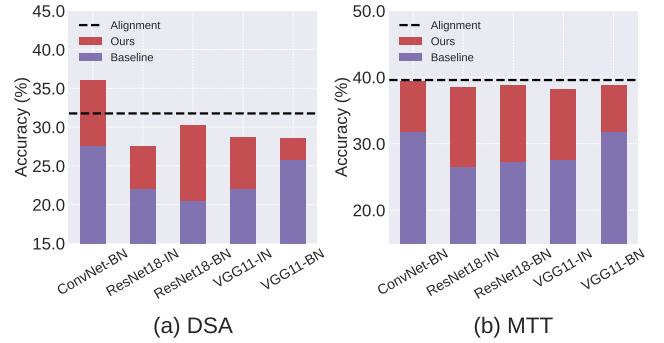 45.0
40.0
35.0
30.0
25.0
20.0
15.0
Accuracy (%)
Alignment
Ours
Baseline
ConvNet-BN
ResNet18-IN
ResNet18-BN
VGG11-IN
VGG11-BN
(a) DSA
50.0
40.0
30.0
20.0
Accuracy (%)
Alignment
Ours
Baseline
ConvNet-BN
ResNet18-IN
ResNet18-BN
VGG11-IN
VGG11-BN
(b) MTT